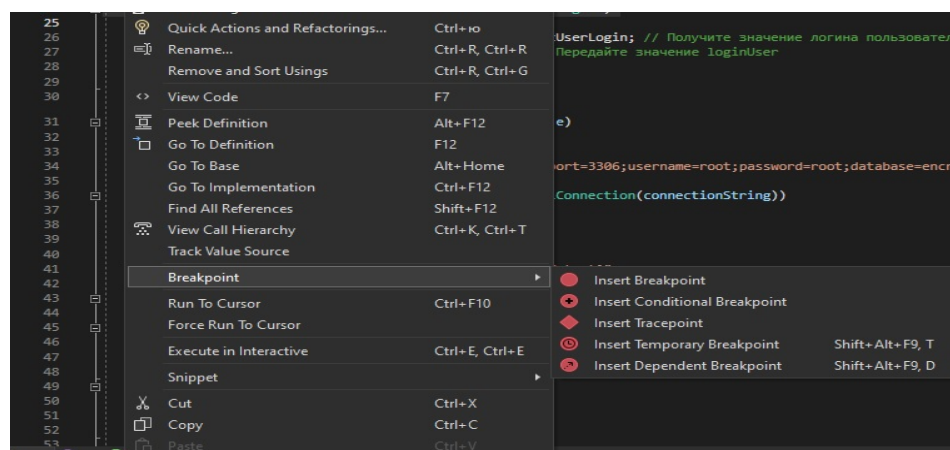 25
26
27
28
29
30
31
32
33
34
35
36
37
38
39
40
41
42
43
44
45
46
47
48
49
50
51
52
53
Quick Actions and Refactorings... Ctrl+ю
Rename... Ctrl+R, Ctrl+R
Remove and Sort Usings Ctrl+R, Ctrl+G
View Code F7
Peek Definition Alt+F12
Go To Definition F12
Go To Base Alt+Home
Go To Implementation Ctrl+F12
Find All References Shift+F12
View Call Hierarchy Ctrl+K, Ctrl+T
Track Value Source
Breakpoint
Run To Cursor Ctrl+F10
Force Run To Cursor
Execute in Interactive Ctrl+E, Ctrl+E
Snippet
Cut Ctrl+X
Copy Ctrl+C
Paste Ctrl+V
tUserLogin; // Получите значение логина пользовател
Передайте значение loginUser
e)
ort=3306;username=root;password=root;database=encr
Connection(connectionString))
Insert Breakpoint
Insert Conditional Breakpoint
Insert Tracepoint
Insert Temporary Breakpoint Shift+Alt+F9, T
Insert Dependent Breakpoint Shift+Alt+F9, D